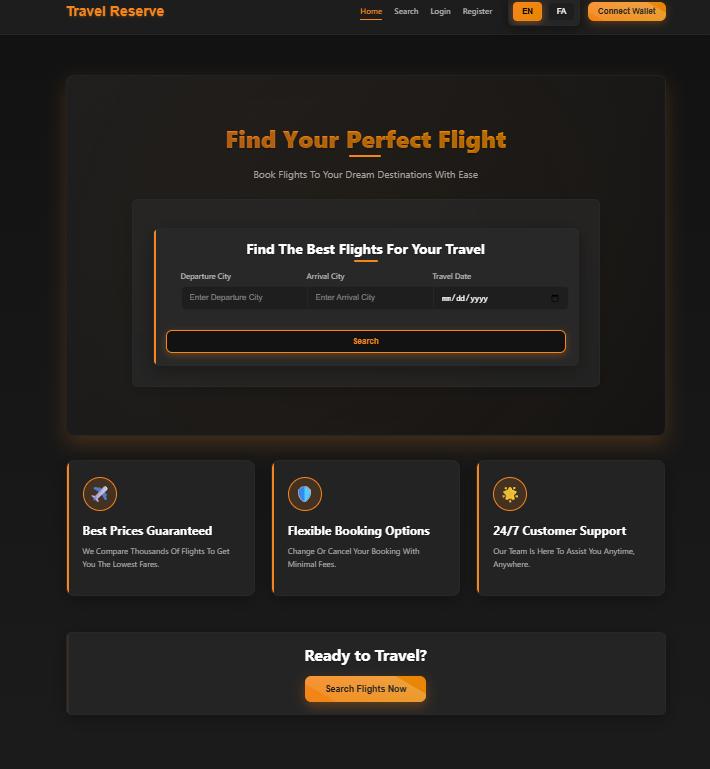 Travel Reserve
Home Search Login Register EN FA Connect Wallet
Find Your Perfect Flight
Book Flights To Your Dream Destinations With Ease
Find The Best Flights For Your Travel
Departure City Arrival City Travel Date
Enter Departure City Enter Arrival City mm/dd/yyyy
Search
Best Prices Guaranteed
We Compare Thousands Of Flights To Get
You The Lowest Fares.
Flexible Booking Options
Change Or Cancel Your Booking With
Minimal Fees.
24/7 Customer Support
Our Team Is Here To Assist You Anytime,
Anywhere.
Ready to Travel?
Search Flights Now